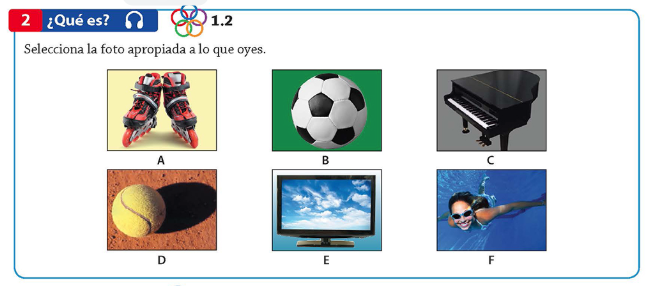 2 ¿Qué es? 1.2
Selecciona la foto apropiada a lo que oyes.
A B C
D E F